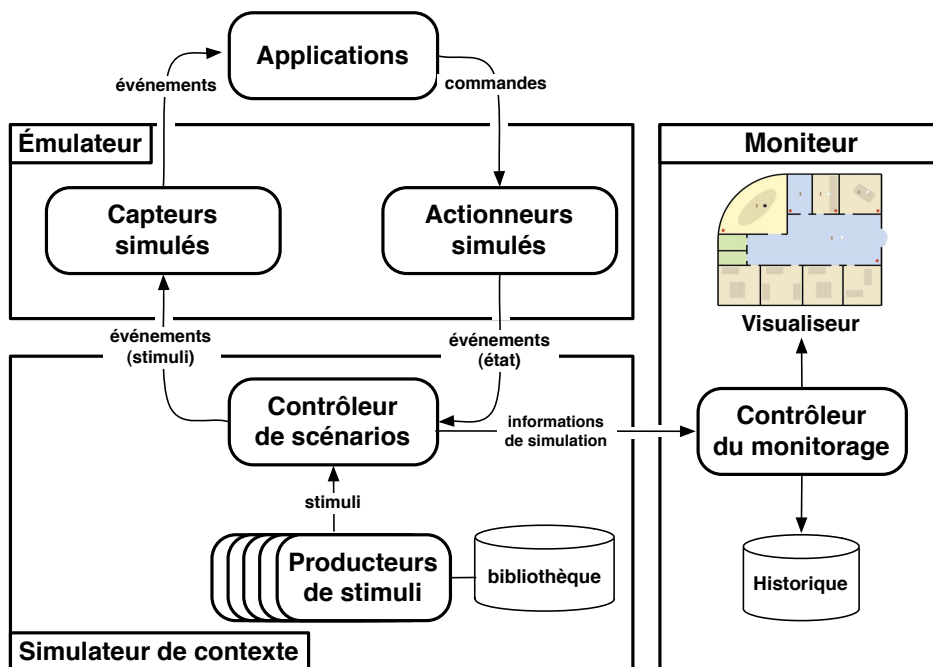 Applications
événements
commandes
Émulateur
Moniteur
Capteurs
simulés
Actionneurs
simulés
Visualiseur
événements
(stimuli)
événements
(état)
Contrôleur
de scénarios
informations
de simulation
Contrôleur
du monitorage
stimuli
Producteurs
de stimuli
bibliothèque
Historique
Simulateur de contexte